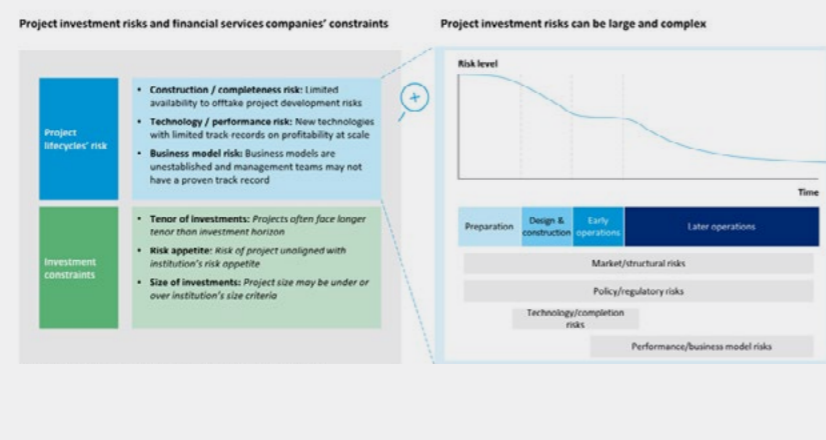 Project investment risks and financial services companies' constraints
Project lifecycles' risk
• Construction / completeness risk: Limited
availability to offtake project development risks
• Technology / performance risk: New technologies
with limited track records on profitability at scale
• Business model risk: Business models are
unestablished and management teams may not
have a proven track record
Investment
constraints
• Tenor of investments: Projects often face longer
tenor than investment horizon
• Risk appetite: Risk of project unaligned with
institution's risk appetite
• Size of investments: Project size may be under or
over institution's size criteria
Project investment risks can be large and complex
Risk level
Time
Preparation
Design &
construction
Early
operations
Later operations
Market/structural risks
Policy/regulatory risks
Technology/completion
risks
Performance/business model risks